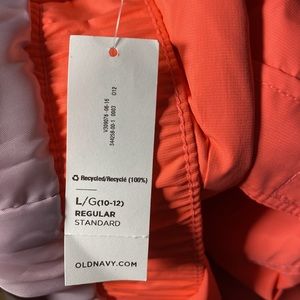 ♻ Recycled/Recyclé (100%)
L/G(10-12)
REGULAR
STANDARD
OLDNAVY.COM